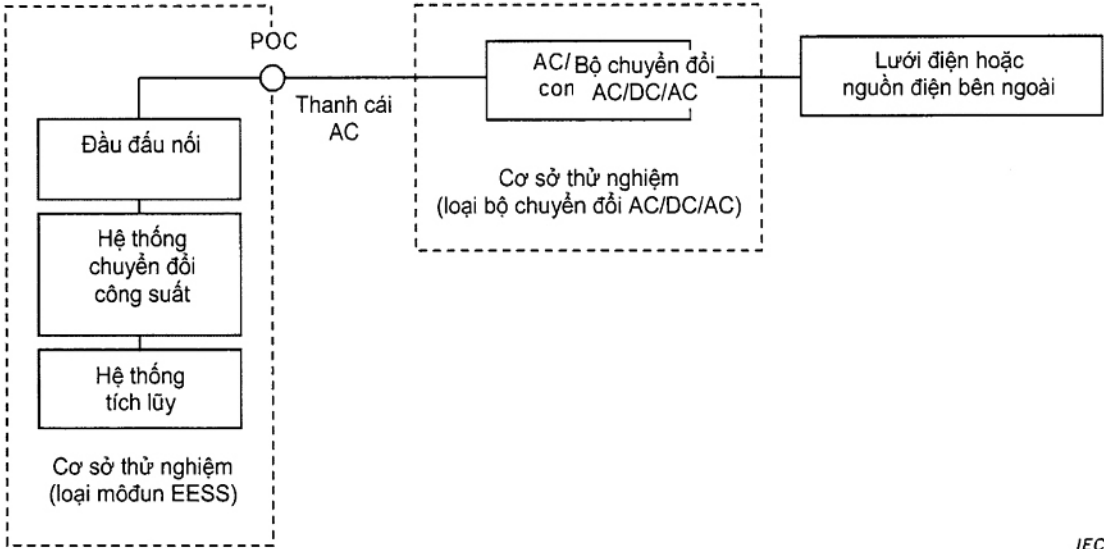 POC
AC/ Bộ chuyển đổi
con AC/DC/AC
Lưới điện hoặc
nguồn điện bên ngoài
Thanh cái
AC
Đầu đấu nối
Cơ sở thử nghiệm
(loại bộ chuyển đổi AC/DC/AC)
Hệ thống
chuyển đổi
công suất
Hệ thống
tích lũy
Cơ sở thử nghiệm
(loại môđun EESS)
IEC